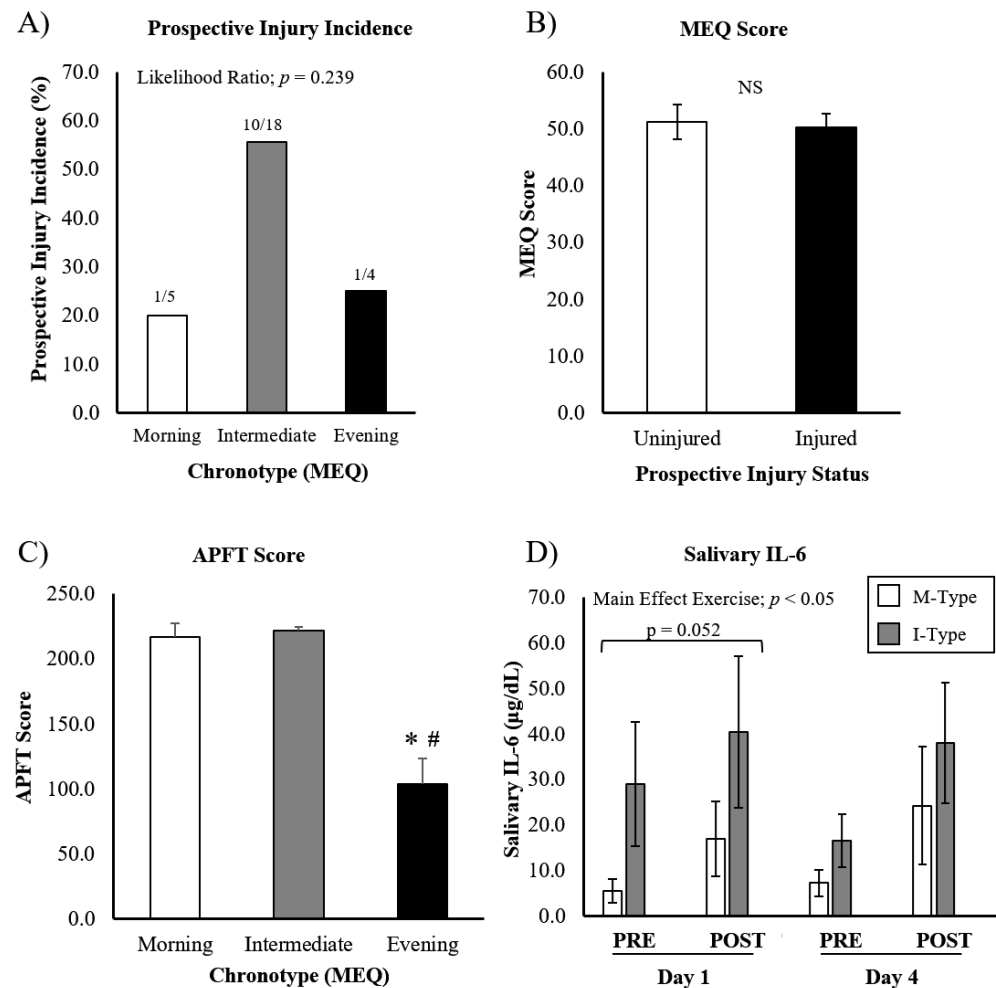 A)
Prospective Injury Incidence
Likelihood Ratio; p = 0.239
Prospective Injury Incidence (%)
70.0
60.0
50.0
40.0
30.0
20.0
10.0
0.0
1/5
10/18
1/4
Morning Intermediate Evening
Chronotype (MEQ)
B)
MEQ Score
NS
MEQ Score
60.0
50.0
40.0
30.0
20.0
10.0
0.0
Uninjured Injured
Prospective Injury Status
C)
APFT Score
APFT Score
250.0
200.0
150.0
100.0
50.0
0.0
* #
Morning Intermediate Evening
Chronotype (MEQ)
D)
Salivary IL-6
Main Effect Exercise; p < 0.05
p = 0.052
M-Type
I-Type
Salivary IL-6 (µg/dL)
70.0
60.0
50.0
40.0
30.0
20.0
10.0
0.0
PRE POST PRE POST
Day 1 Day 4